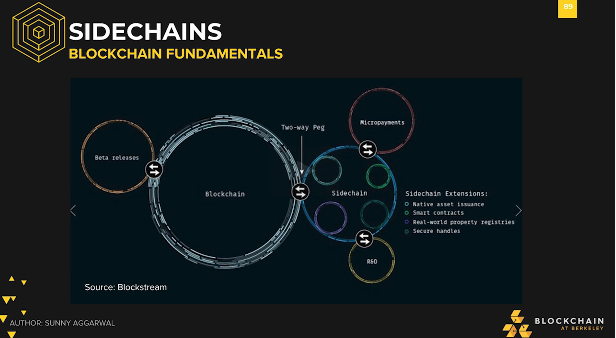 89
SIDECHAINS
BLOCKCHAIN FUNDAMENTALS
Beta releases
Blockchain
Two-way Peg
Micropayments
Sidechain
R&D
Sidechain Extensions:
Native asset issuance
Smart contracts
Real-world property registries
Secure handles
Source: Blockstream
AUTHOR: SUNNY AGGARWAL
BLOCKCHAIN
AT BERKELEY